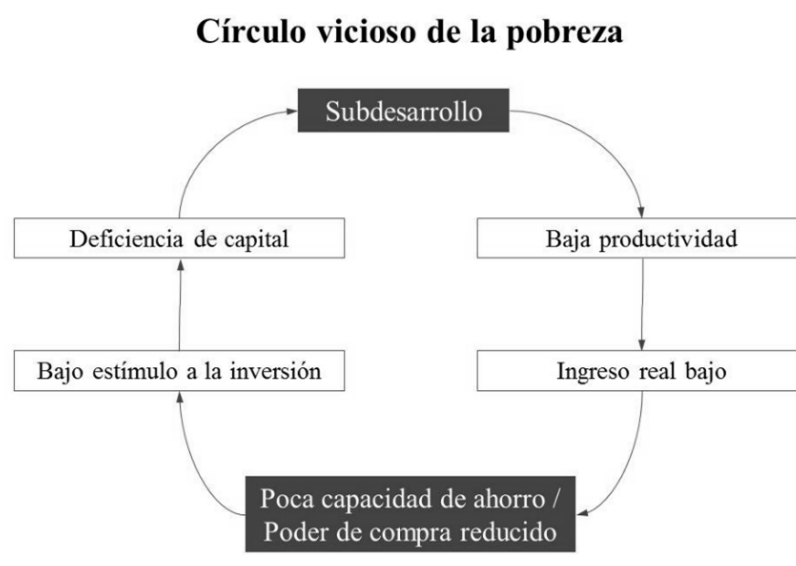 Círculo vicioso de la pobreza
Subdesarrollo
Deficiencia de capital
Baja productividad
Bajo estímulo a la inversión
Ingreso real bajo
Poca capacidad de ahorro /
Poder de compra reducido